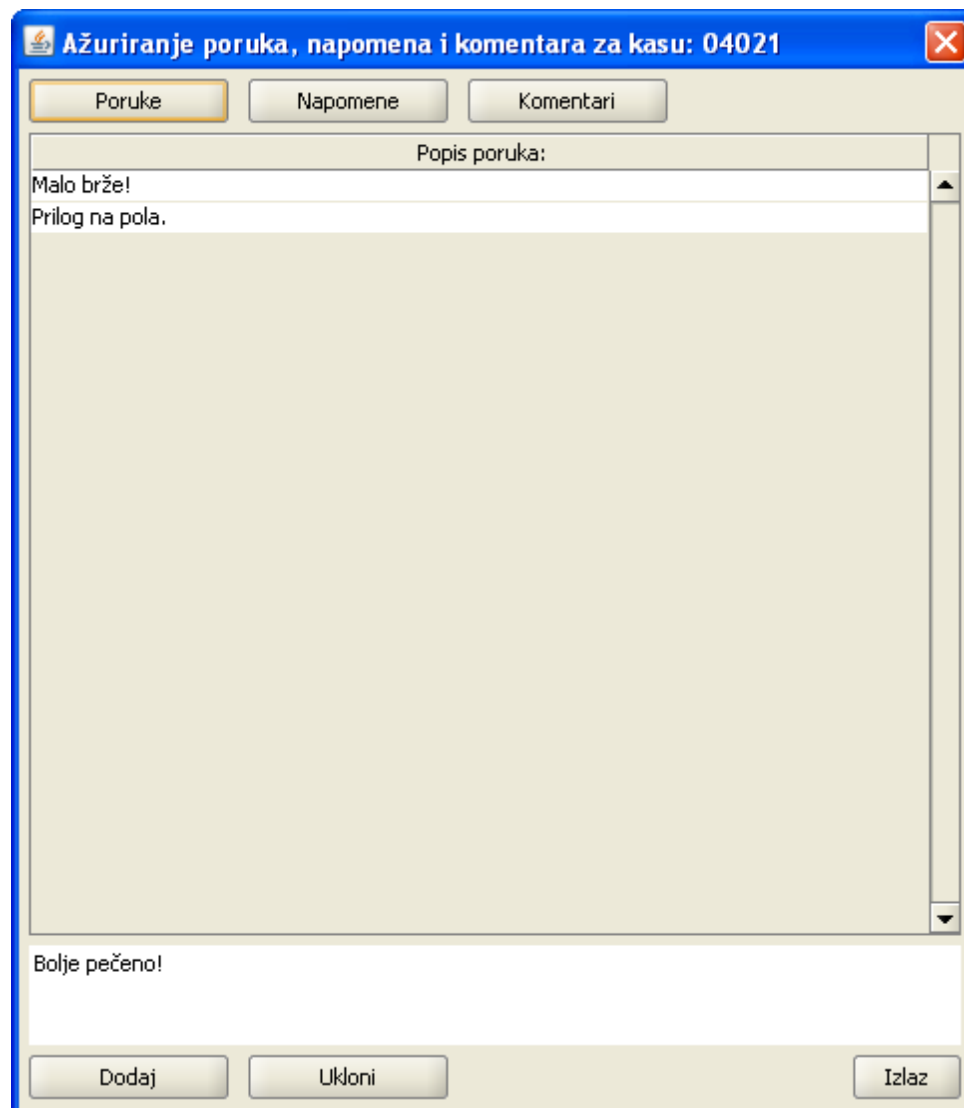 Ažuriranje poruka, napomena i komentara za kasu: 04021
Poruke Napomene Komentari
Popis poruka:
Malo brže!
Prilog na pola.
Bolje pečeno!
Dodaj Ukloni Izlaz